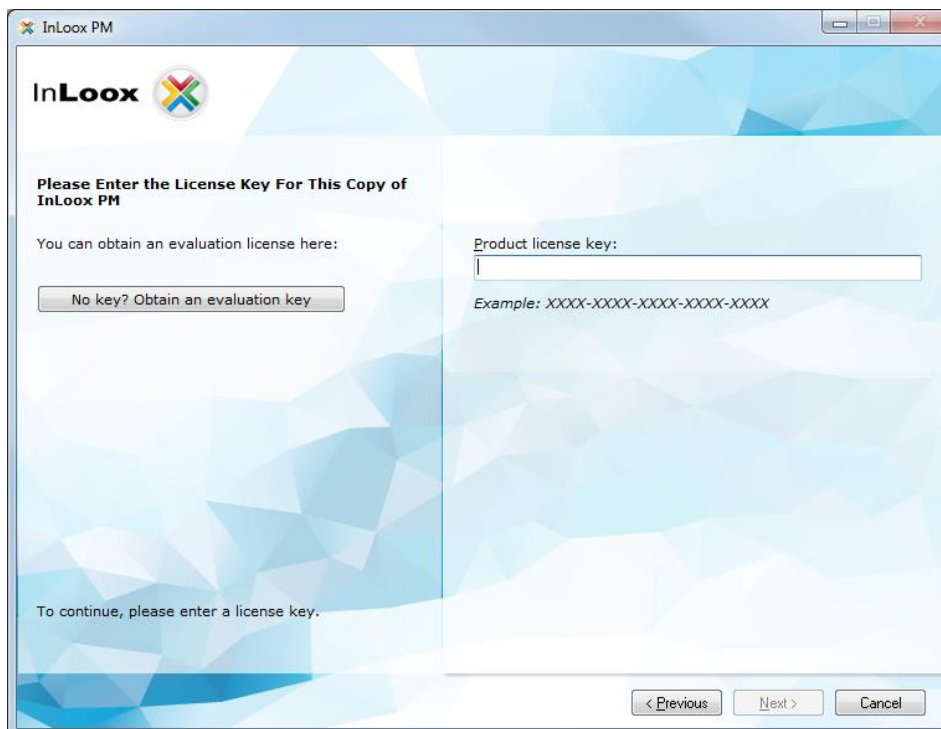 InLoox PM
InLoox
Please Enter the License Key For This Copy of
InLoox PM
You can obtain an evaluation license here:
No key? Obtain an evaluation key
Product license key:
Example: XXXX-XXXX-XXXX-XXXX-XXXX
To continue, please enter a license key.
< Previous
Next >
Cancel